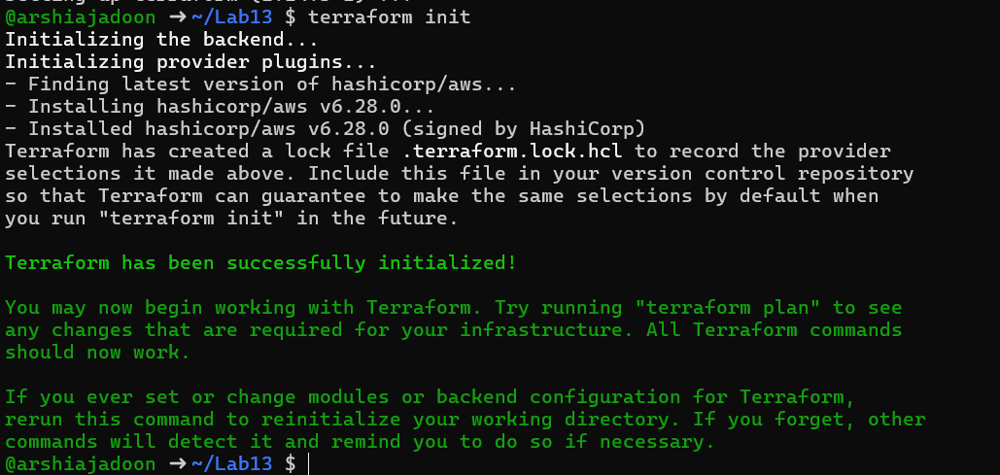 @arshiajadoon → ~/Lab13 $ terraform init
Initializing the backend...
Initializing provider plugins...
- Finding latest version of hashicorp/aws...
- Installing hashicorp/aws v6.28.0...
- Installed hashicorp/aws v6.28.0 (signed by HashiCorp)
Terraform has created a lock file .terraform.lock.hcl to record the provider
selections it made above. Include this file in your version control repository
so that Terraform can guarantee to make the same selections by default when
you run "terraform init" in the future.
Terraform has been successfully initialized!
You may now begin working with Terraform. Try running "terraform plan" to see
any changes that are required for your infrastructure. All Terraform commands
should now work.
If you ever set or change modules or backend configuration for Terraform,
rerun this command to reinitialize your working directory. If you forget, other
commands will detect it and remind you to do so if necessary.
@arshiajadoon → ~/Lab13 $